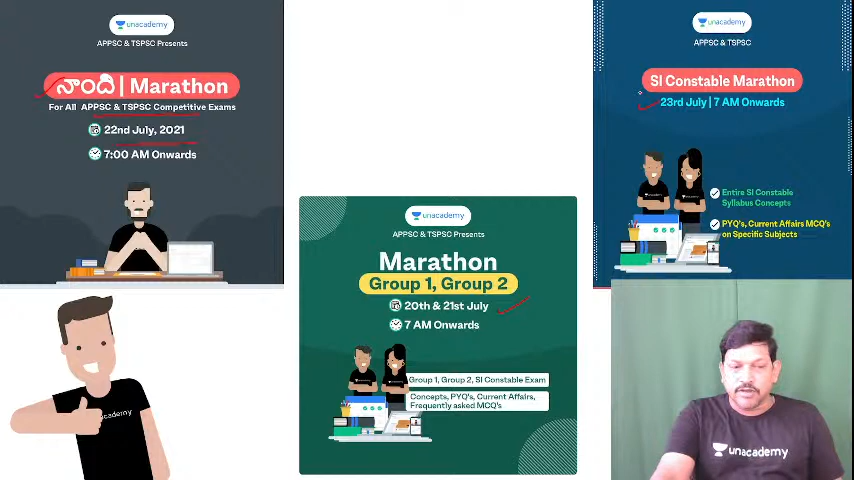 unacademy
APPSC & TSPSC Presents
నాంది | Marathon
For All APPSC & TSPSC Competitive Exams
22nd July, 2021
7:00 AM Onwards
unacademy
unacademy
APPSC & TSPSC Presents
Marathon
Group 1, Group 2
20th & 21st July
7 AM Onwards
Group 1, Group 2, SI Constable Exam
Concepts, PYQ's, Current Affairs,
Frequently asked MCQ's
unacademy
APPSC & TSPSC
SI Constable Marathon
23rd July | 7 AM Onwards
Entire SI Constable
Syllabus Concepts
PYQ's, Current Affairs MCQ's
on Specific Subjects
unacademy